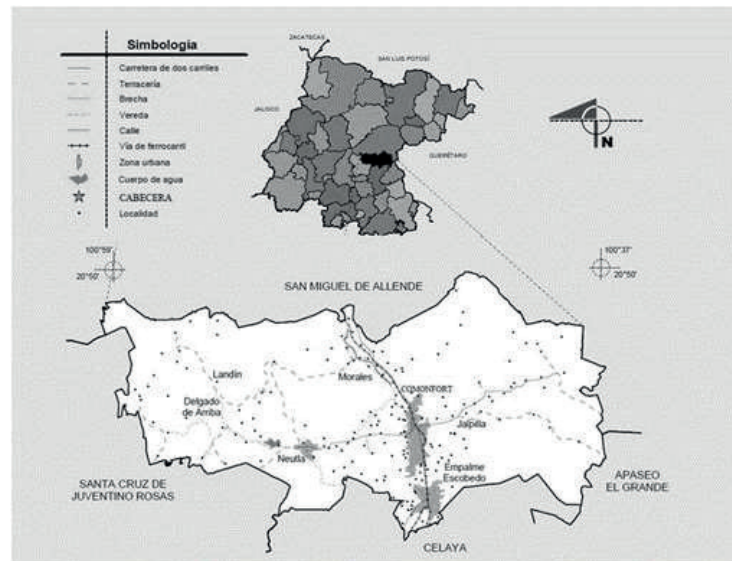 Simbología
Carretera de dos carriles
Terracería
Brecha
Vereda
Calle
Vía de ferrocarril
Zona urbana
Cuerpo de agua
CABECERA
Localidad
ZACATECAS
SAN LUIS POTOSÍ
JALISCO
QUERÉTARO
N
100°59'
20°50'
100°37'
20°50'
SAN MIGUEL DE ALLENDE
Landín
Morales
COMONFORT
Delgado
de Arriba
Jalpilla
Neutla
Empalme
Escobedo
SANTA CRUZ DE
JUVENTINO ROSAS
APASEO
EL GRANDE
CELAYA